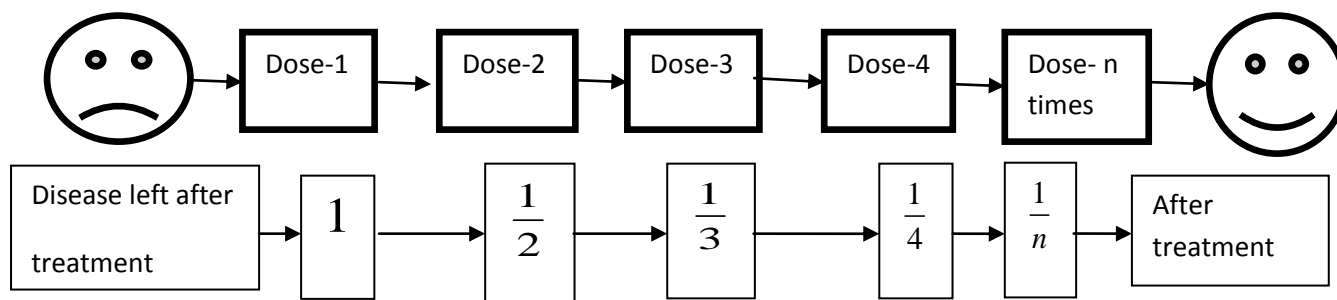 Dose-1
Dose-2
Dose-3
Dose-4
Dose- n
times
Disease left after
treatment
1
1/2
1/3
1/4
1/n
After
treatment